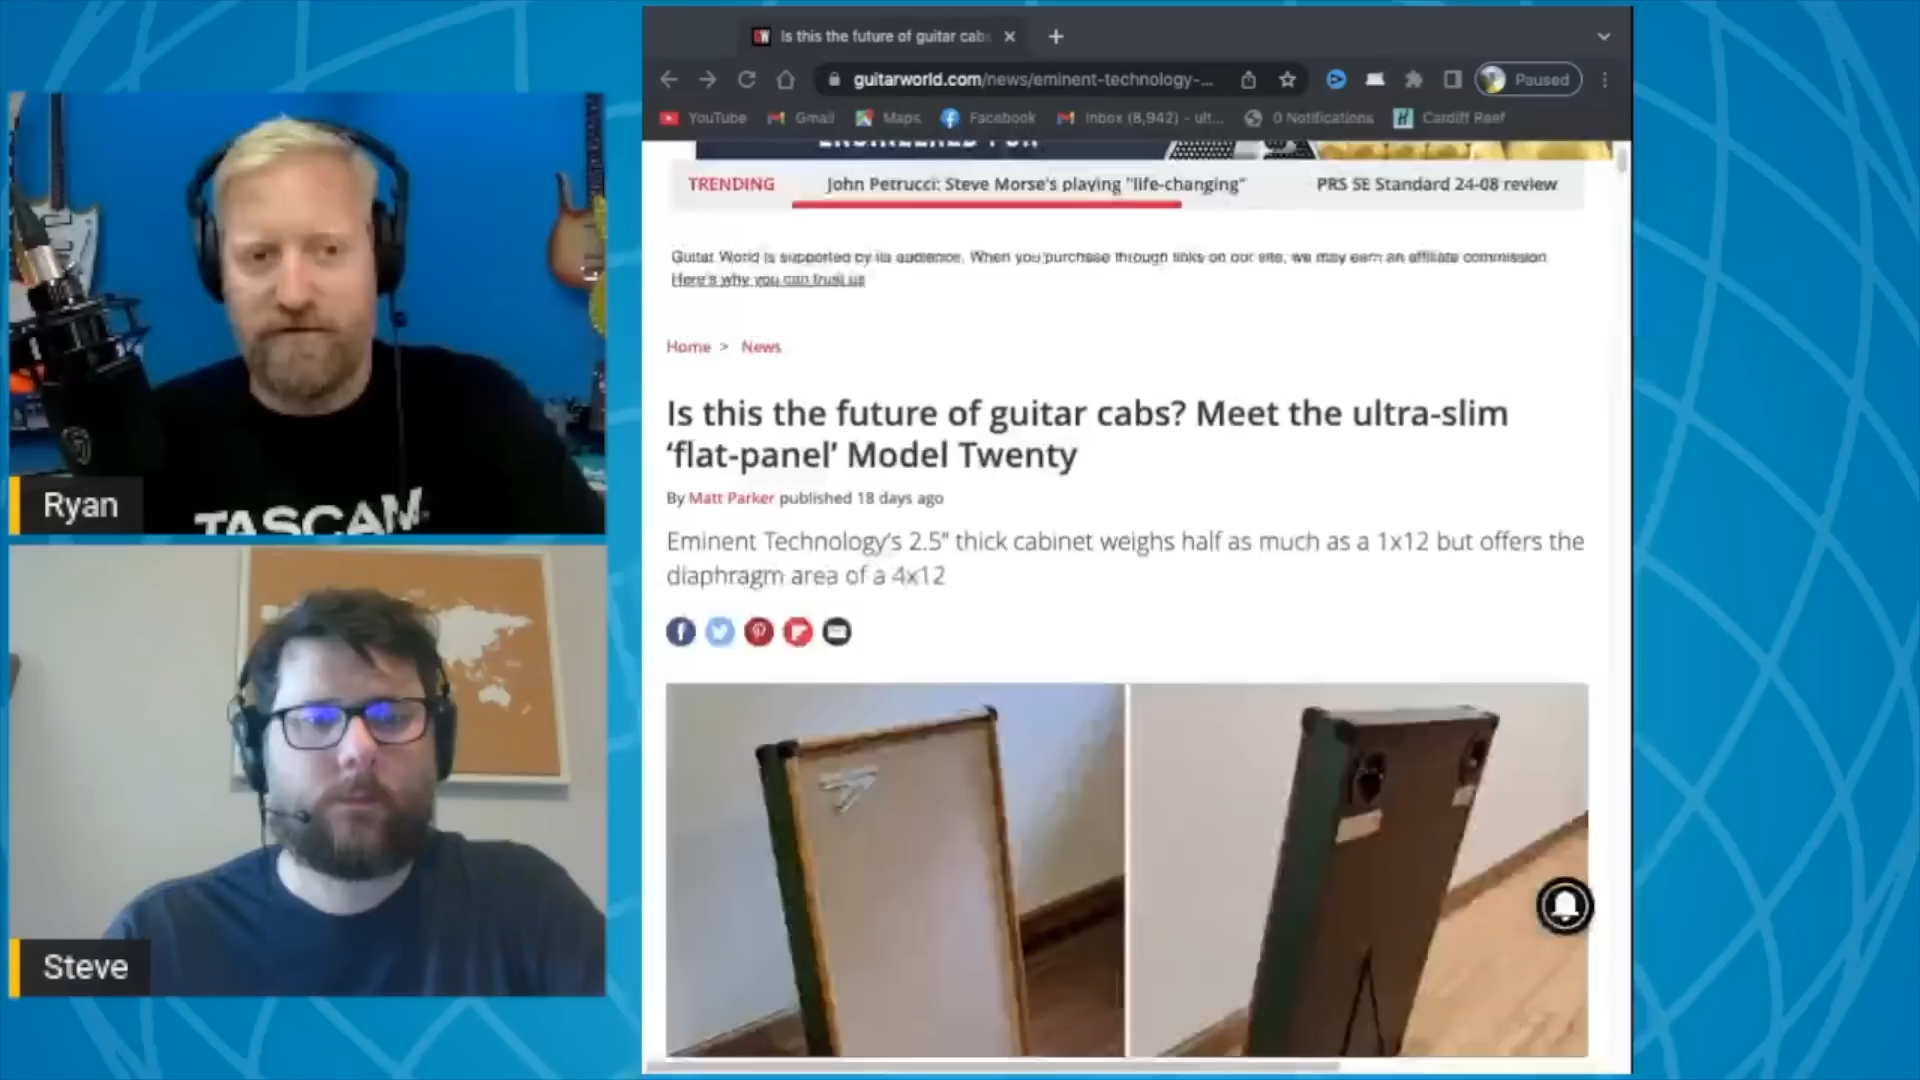 Is this the future of guitar cab
guitarworld.com/news/eminent-technology-...
Paused
YouTube
Gmail
Maps
Facebook
Inbox (8,942) - ult...
0 Notifications
Cardiff Reef
ENGINEERED FOR
TRENDING
John Petrucci: Steve Morse's playing "life-changing"
PRS SE Standard 24-08 review
Guitar World is supported by its audience. When you purchase through links on our site, we may earn an affiliate commission
Here's why you can trust us
Home > News
Is this the future of guitar cabs? Meet the ultra-slim
‘flat-panel’ Model Twenty
By Matt Parker published 18 days ago
Eminent Technology’s 2.5” thick cabinet weighs half as much as a 1x12 but offers the
diaphragm area of a 4x12
TASCAM
Ryan
Steve